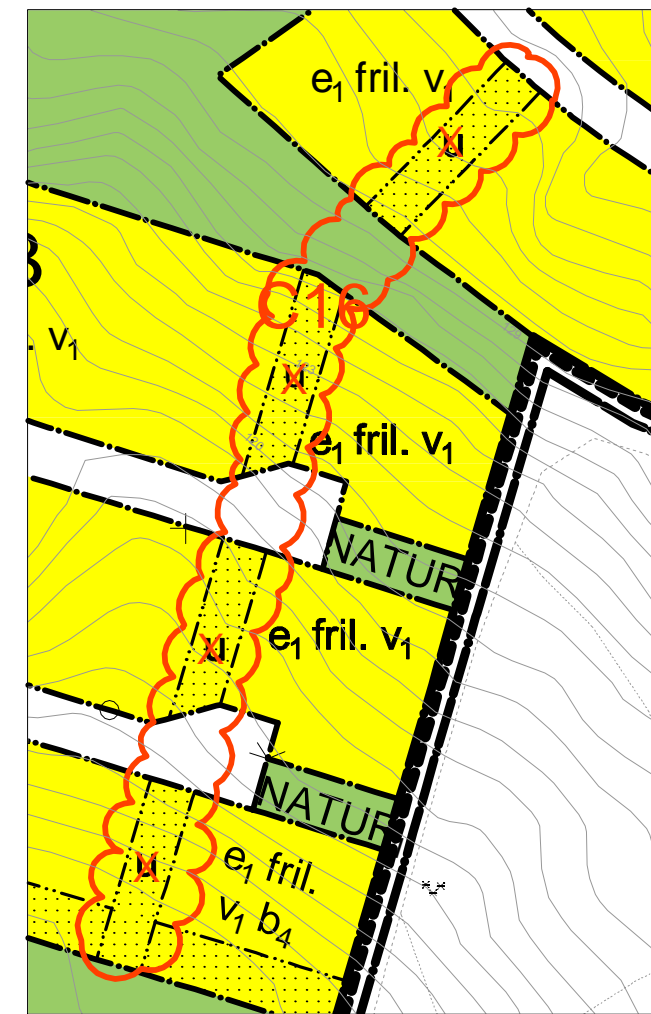 e₁ fril. v₁
u
C16
. v₁
u
e₁ fril. v₁
NATUR
u
e₁ fril. v₁
NATUR
u
e₁ fril.
v₁ b₄